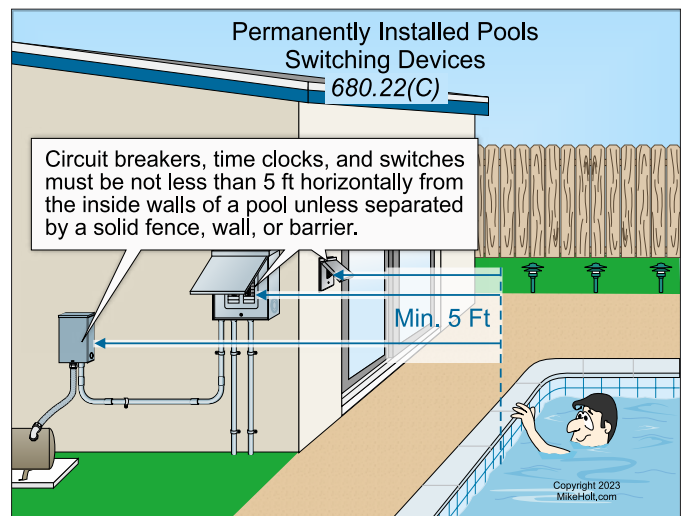 Permanently Installed Pools
Switching Devices
680.22(C)
Circuit breakers, time clocks, and switches
must be not less than 5 ft horizontally from
the inside walls of a pool unless separated
by a solid fence, wall, or barrier.
Min. 5 Ft
Copyright 2023
MikeHolt.com